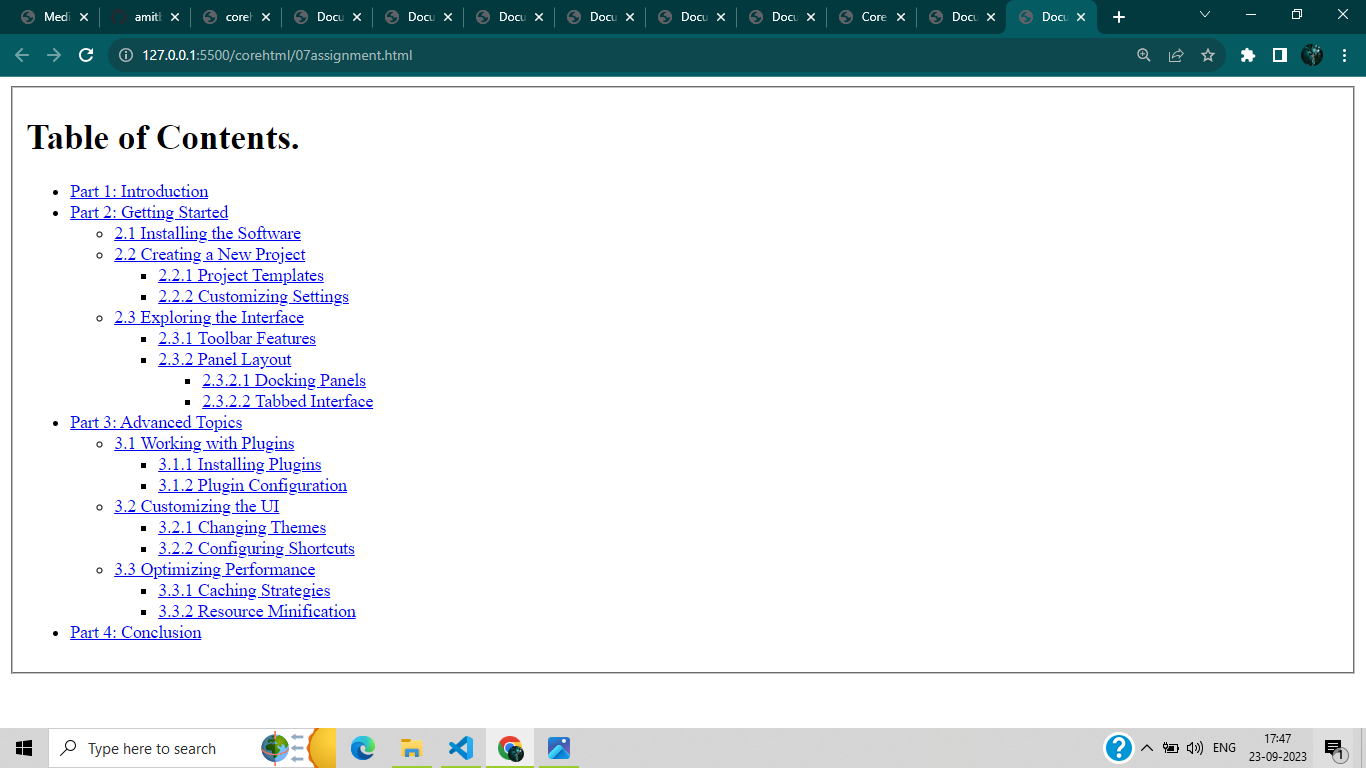 Medi
amitb
coreh
Docu
Docu
Docu
Docu
Docu
Docu
Core
Docu
Docu
127.0.0.1:5500/corehtml/07assignment.html
Table of Contents.
Part 1: Introduction
Part 2: Getting Started
2.1 Installing the Software
2.2 Creating a New Project
2.2.1 Project Templates
2.2.2 Customizing Settings
2.3 Exploring the Interface
2.3.1 Toolbar Features
2.3.2 Panel Layout
2.3.2.1 Docking Panels
2.3.2.2 Tabbed Interface
Part 3: Advanced Topics
3.1 Working with Plugins
3.1.1 Installing Plugins
3.1.2 Plugin Configuration
3.2 Customizing the UI
3.2.1 Changing Themes
3.2.2 Configuring Shortcuts
3.3 Optimizing Performance
3.3.1 Caching Strategies
3.3.2 Resource Minification
Part 4: Conclusion
Type here to search
ENG
17:47
23-09-2023
1